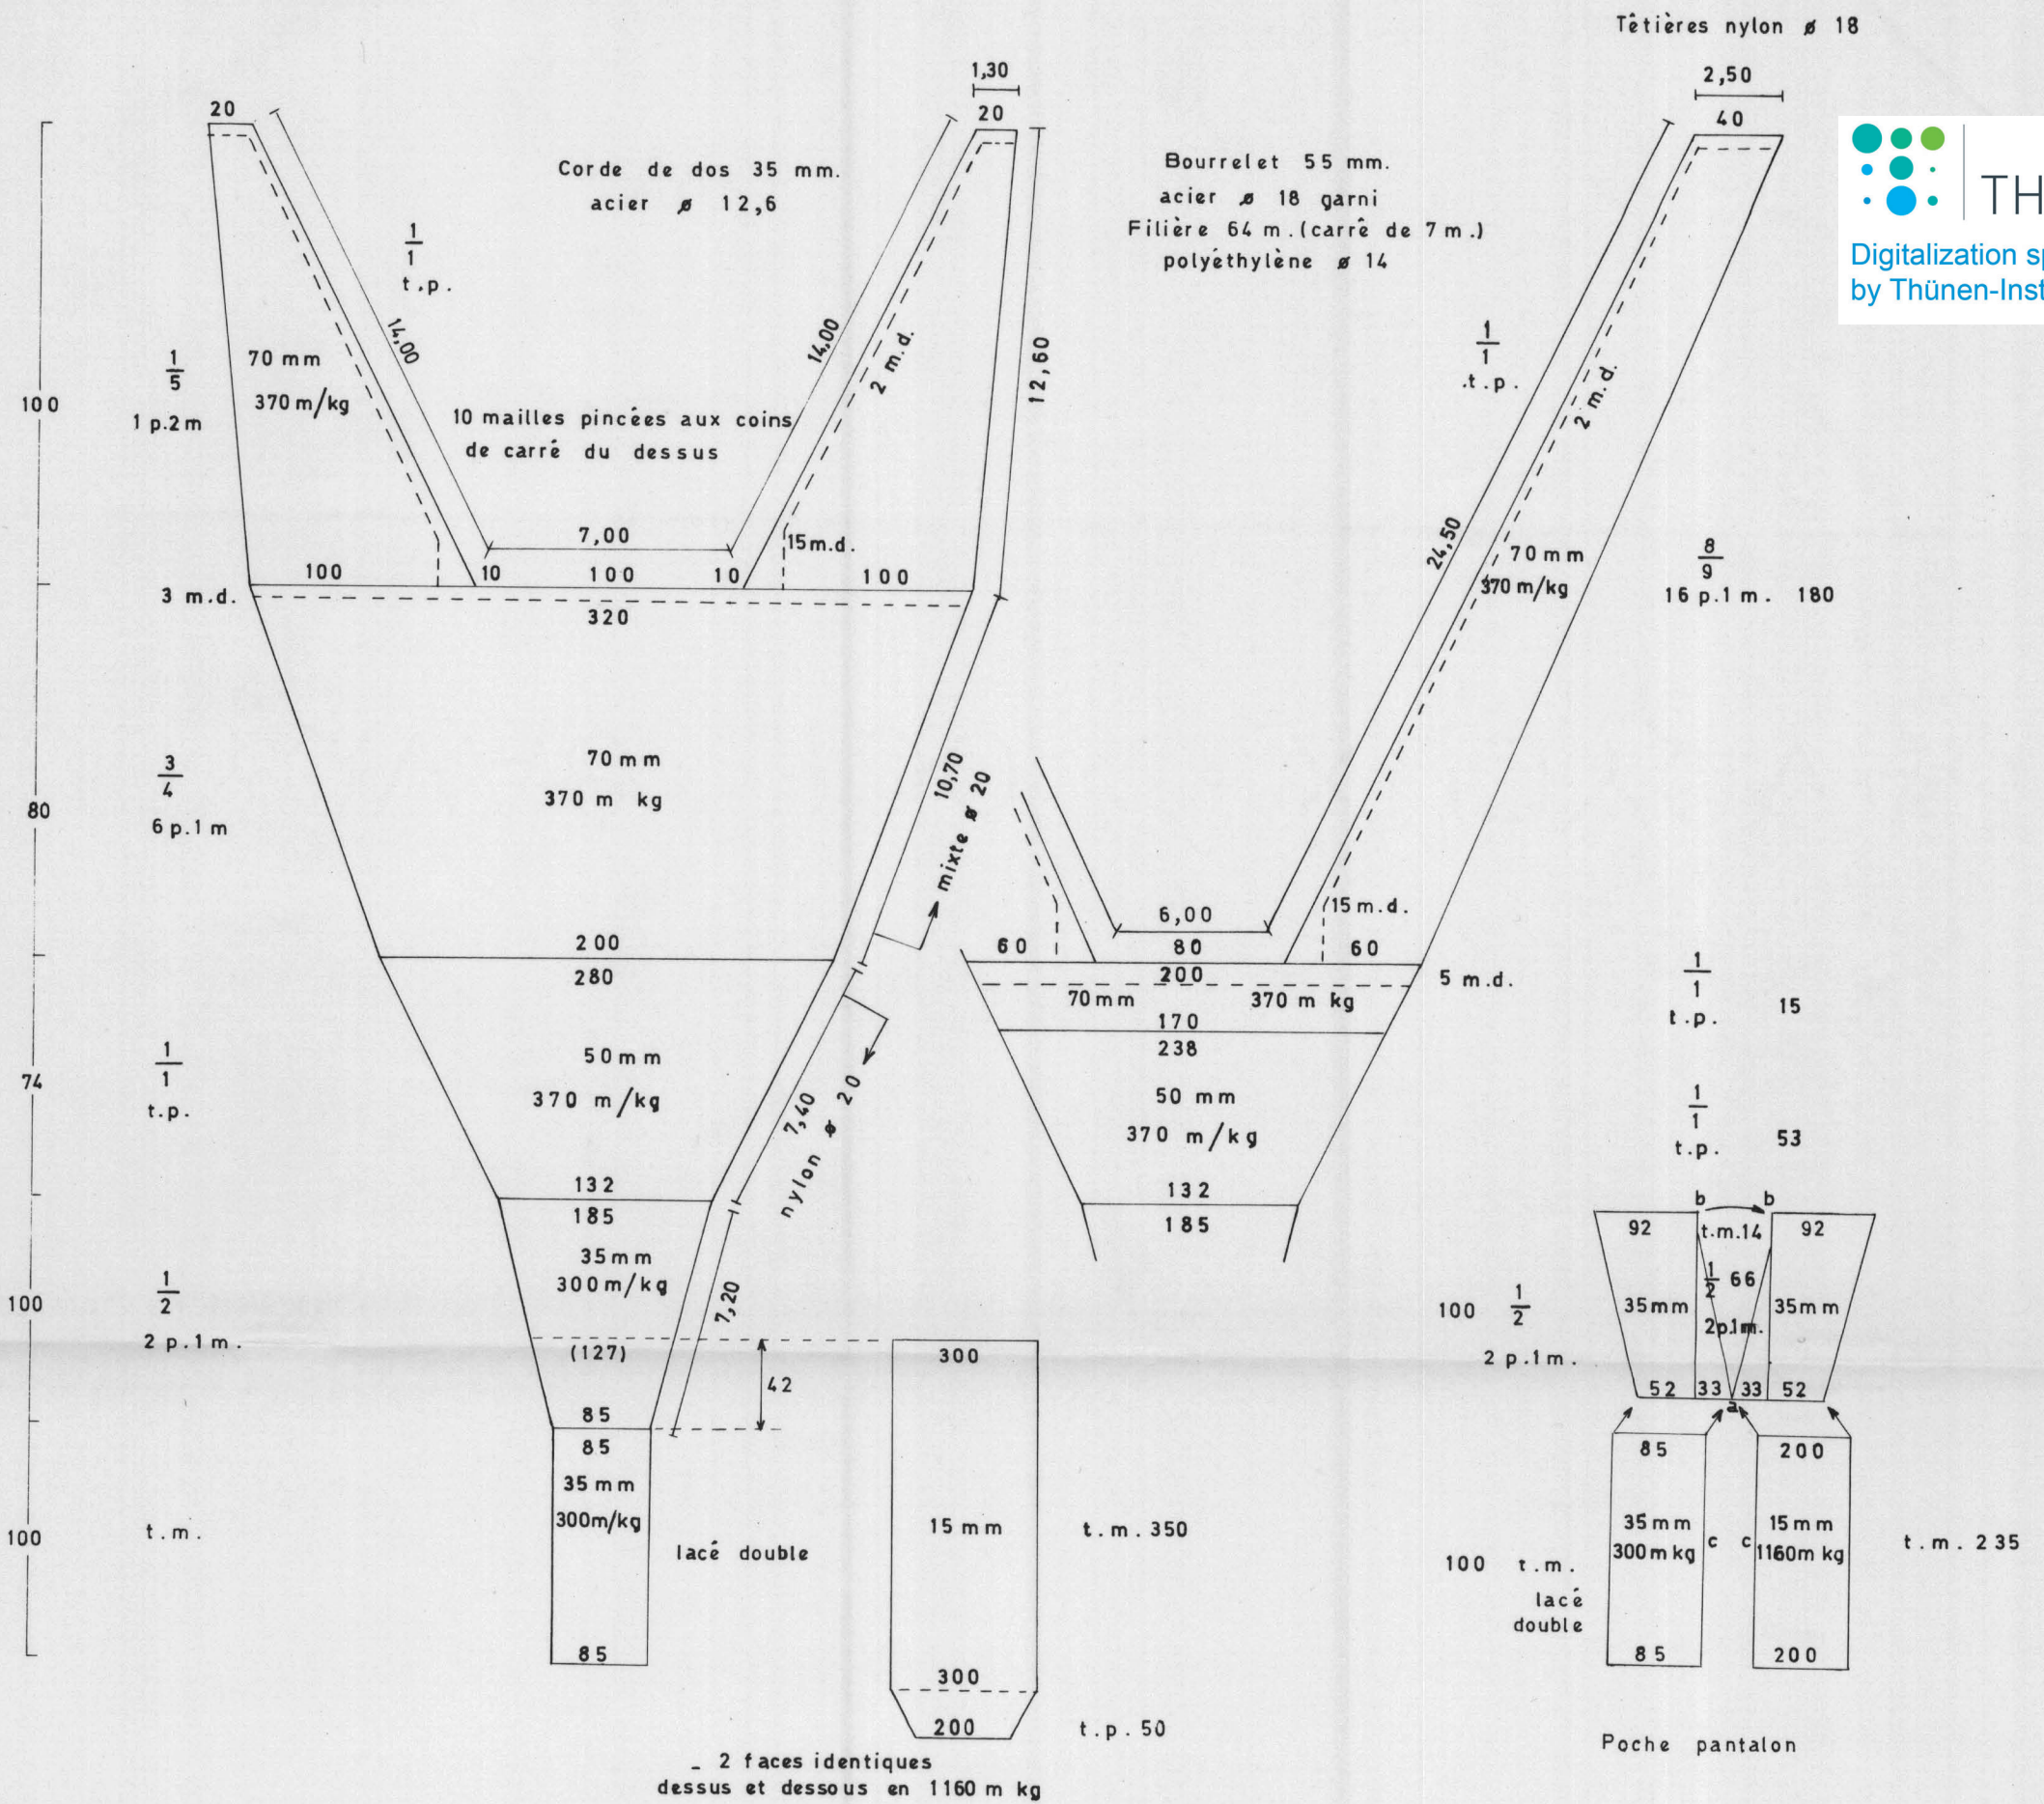 Têtières nylon ø 18
1,30
2,50
20
20
40
Corde de dos 35 mm.
acier ø 12,6
Bourrelet 55 mm.
acier ø 18 garni
Filière 64 m.(carré de 7 m.)
polyéthylène ø 14
TH
Digitalization sp
by Thünen-Inst
1
1
t.p.
14,00
14,00
2 m.d.
12,60
1
1
.t.p.
2 m.d.
100
1
5
1 p.2 m
70 mm
370 m/kg
10 mailles pincées aux coins
de carré du dessus
7,00
15 m.d.
24,50
70 mm
370 m/kg
8
9
16 p.1 m. 180
100
10
100
10
100
3 m.d.
320
80
3
4
6 p.1 m
70 mm
370 m kg
10,70
mixte ø 20
6,00
15 m.d.
60
80
60
200
5 m.d.
70mm
370 m kg
1
1
t.p.
15
170
238
200
280
74
1
1
t.p.
50 mm
370 m/kg
7,40
nylon ø 20
50 mm
370 m/kg
1
1
t.p.
53
132
185
132
185
100
1
2
2 p.1 m.
35 mm
300 m/kg
7,20
(127)
42
85
85
35 mm
300m/kg
85
100
t.m.
lacé double
300
15 mm
t.m. 350
300
200
t.p. 50
_ 2 faces identiques
dessus et dessous en 1160 m kg
b
b
92
t.m.14
92
1
2
66
35mm
35mm
2p.1m.
100
1
2
2 p.1m.
52
33
33
52
a
85
200
35 mm
300 m kg
c
c
15 mm
1160m kg
t.m. 235
100 t.m.
lacé
double
85
200
Poche pantalon